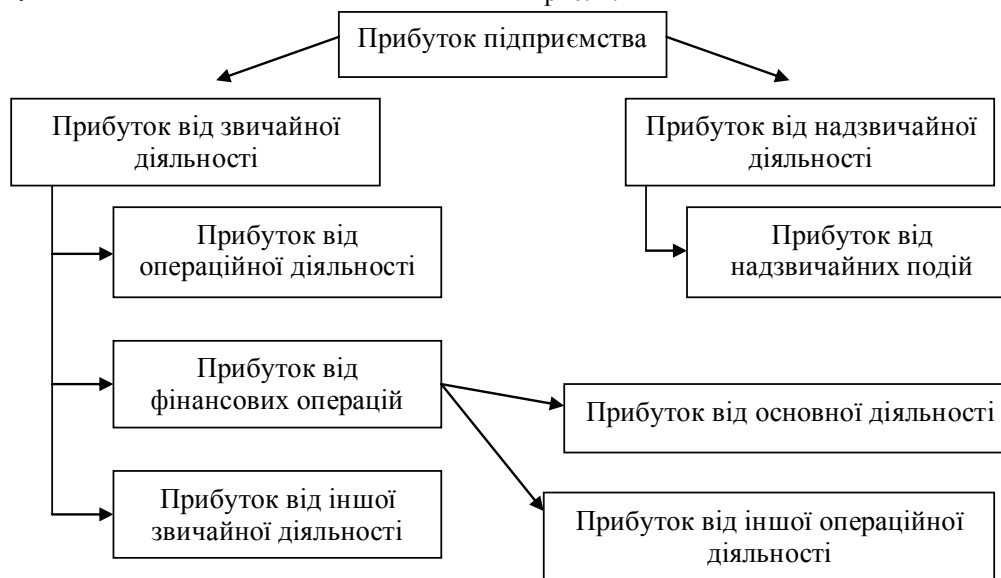 Прибуток підприємства
Прибуток від звичайної
діяльності
Прибуток від надзвичайної
діяльності
Прибуток від
операційної діяльності
Прибуток від
надзвичайних подій
Прибуток від
фінансових операцій
Прибуток від основної діяльності
Прибуток від іншої
звичайної діяльності
Прибуток від іншої операційної
діяльності